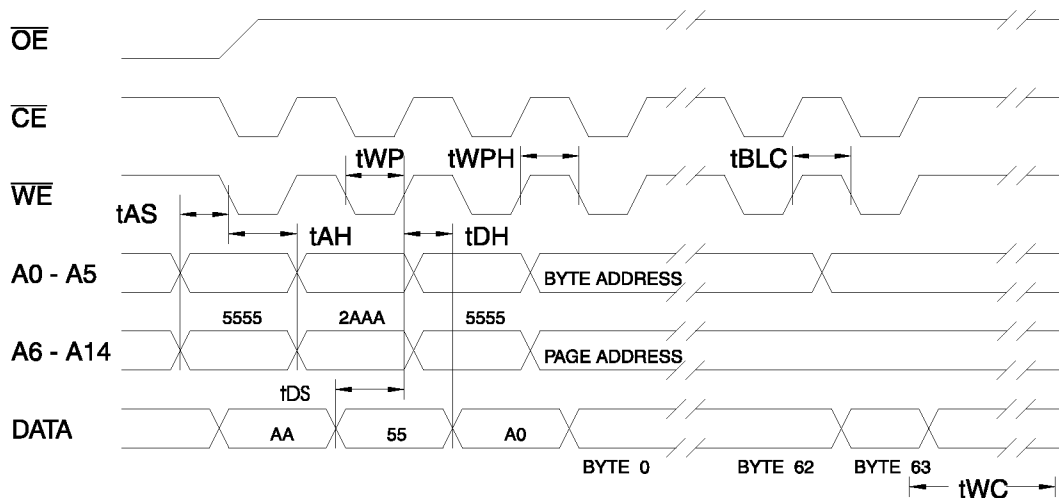 OE
CE
tWP tWPH tBLC
WE
tAS
tAH tDH
A0 - A5 BYTE ADDRESS
5555 2AAA 5555
A6 - A14 PAGE ADDRESS
tDS
DATA AA 55 A0
BYTE 0 BYTE 62 BYTE 63
tWC